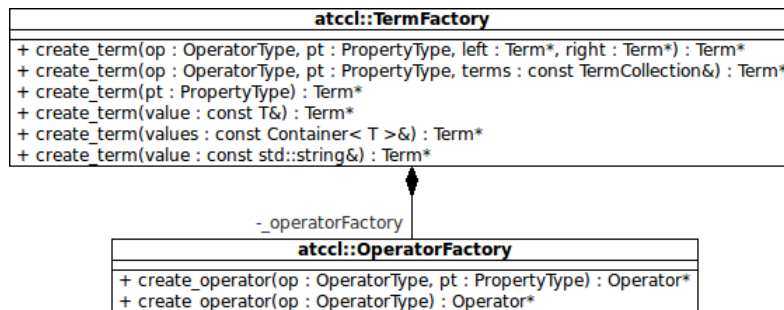 atccl::TermFactory
+ create_term(op : OperatorType, pt : PropertyType, left : Term*, right : Term*) : Term*
+ create_term(op : OperatorType, pt : PropertyType, terms : const TermCollection&) : Term*
+ create_term(pt : PropertyType) : Term*
+ create_term(value : const T&) : Term*
+ create_term(values : const Container< T >&) : Term*
+ create_term(value : const std::string&) : Term*
-_operatorFactory
atccl::OperatorFactory
+ create_operator(op : OperatorType, pt : PropertyType) : Operator*
+ create_operator(op : OperatorType) : Operator*